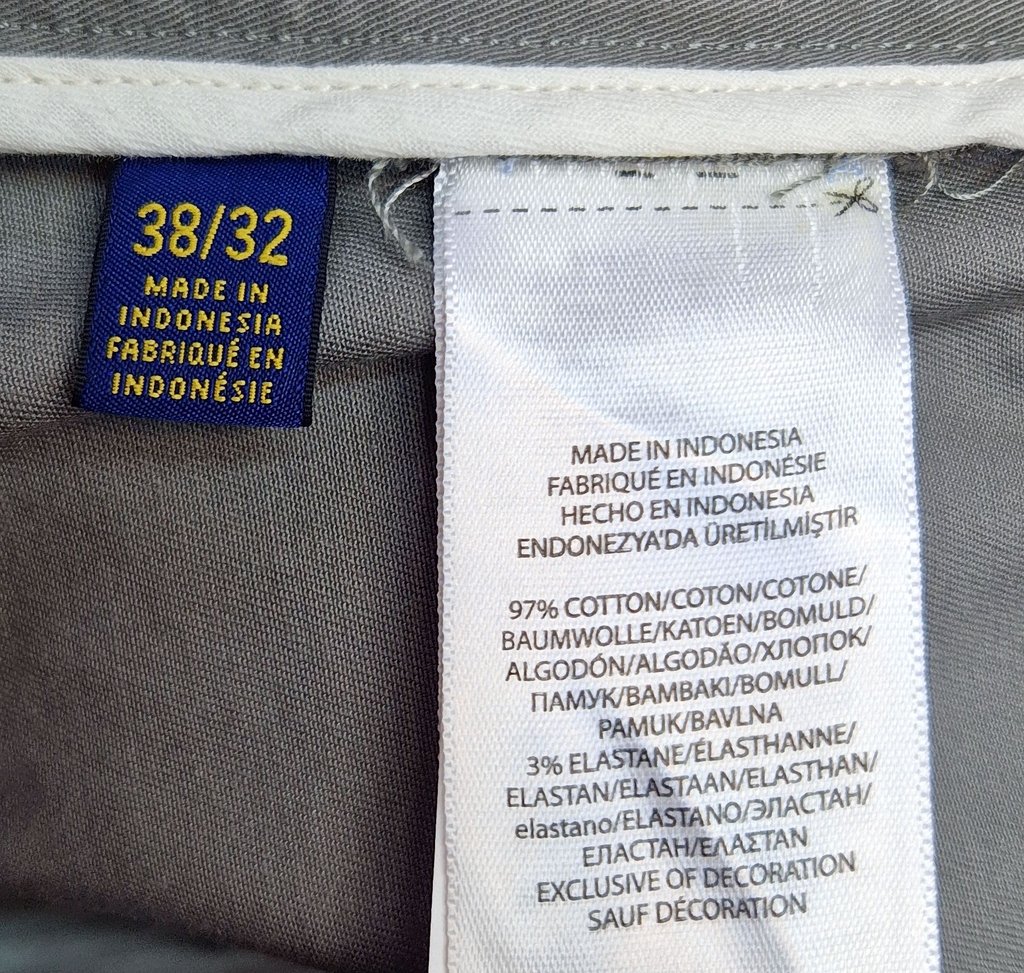 38/32
MADE IN
INDONESIA
FABRIQUÉ EN
INDONÉSIE
MADE IN INDONESIA
FABRIQUÉ EN INDONÉSIE
HECHO EN INDONESIA
ENDONEZYA'DA ÜRETİLMİŞTİR
97% COTTON/COTON/COTONE/
BAUMWOLLE/KATOEN/BOMULD/
ALGODÓN/ALGODÃO/ХЛОПОК/
ПАМУК/BAMBAKI/BOMULL/
PAMUK/BAVLNA
3% ELASTANE/ÉLASTHANNE/
ELASTAN/ELASTAAN/ELASTHAN/
elastano/ELASTANO/ЭЛАСТАН/
ЕЛАСТАН/ΕΛΑΣΤΑΝ
EXCLUSIVE OF DECORATION
SAUF DÉCORATION